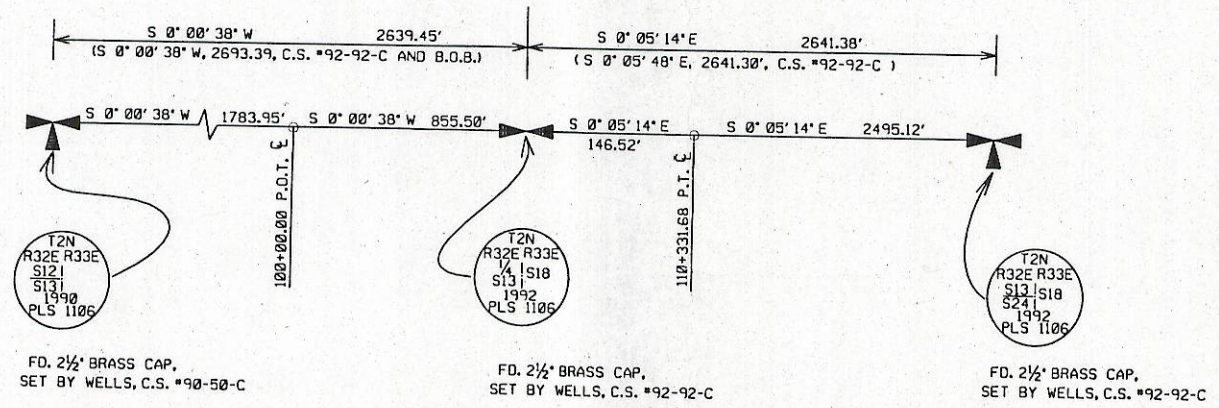 S 0° 00' 38" W 2639.45'
(S 0° 00' 38" W, 2693.39, C.S. #92-92-C AND B.O.B.)
S 0° 05' 14" E 2641.38'
( S 0° 05' 48" E, 2641.30', C.S. #92-92-C )
S 0° 00' 38" W 1783.95'
S 0° 00' 38" W 855.50'
S 0° 05' 14" E
146.52'
S 0° 05' 14" E 2495.12'
100+00.00 P.O.T. ℄
110+331.68 P.T. ℄
T2N
R32E R33E
S12
S13
1990
PLS 1106
T2N
R32E R33E
1/4 S18
S13
1992
PLS 1106
T2N
R32E R33E
S13 S18
S24
1992
PLS 1106
FD. 2½" BRASS CAP,
SET BY WELLS, C.S. #90-50-C
FD. 2½" BRASS CAP,
SET BY WELLS, C.S. #92-92-C
FD. 2½" BRASS CAP,
SET BY WELLS, C.S. #92-92-C